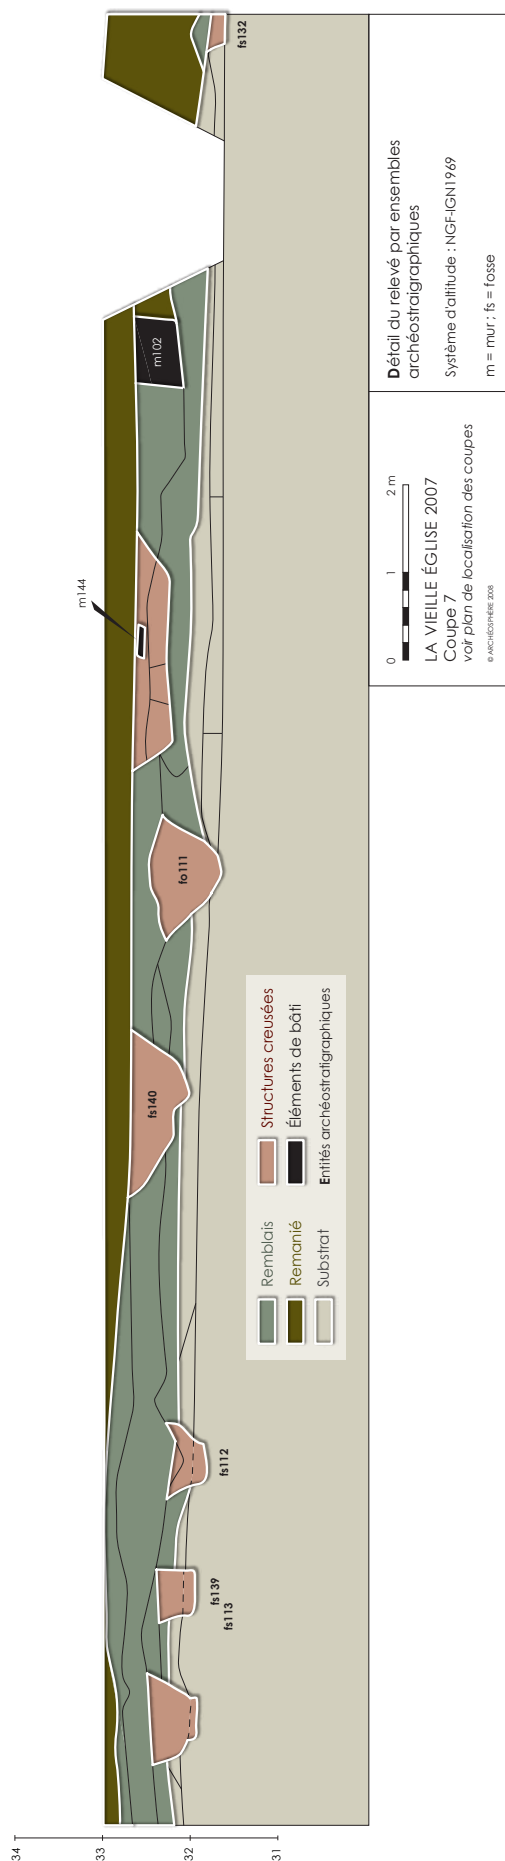 34
33
32
31
fs113
fs139
fs112
fs140
fo111
m144
m102
fs132
Remblais
Remanié
Substrat
Structures creusées
Éléments de bâti
Entités archéostratigraphiques
0 1 2 m
LA VIEILLE ÉGLISE 2007
Coupe 7
voir plan de localisation des coupes
© ARCHÉOSPHÈRE 2008
Détail du relevé par ensembles
archéostraigraphiques
Système d'altitude : NGF-IGN1969
m = mur ; fs = fosse